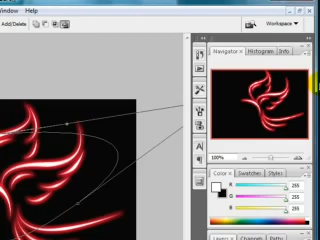 Window Help
Add/Delete
Workspace
Navigator Histogram Info
100%
Color Swatches Styles
R 255
G 255
B 255
A
Layers Channels Paths